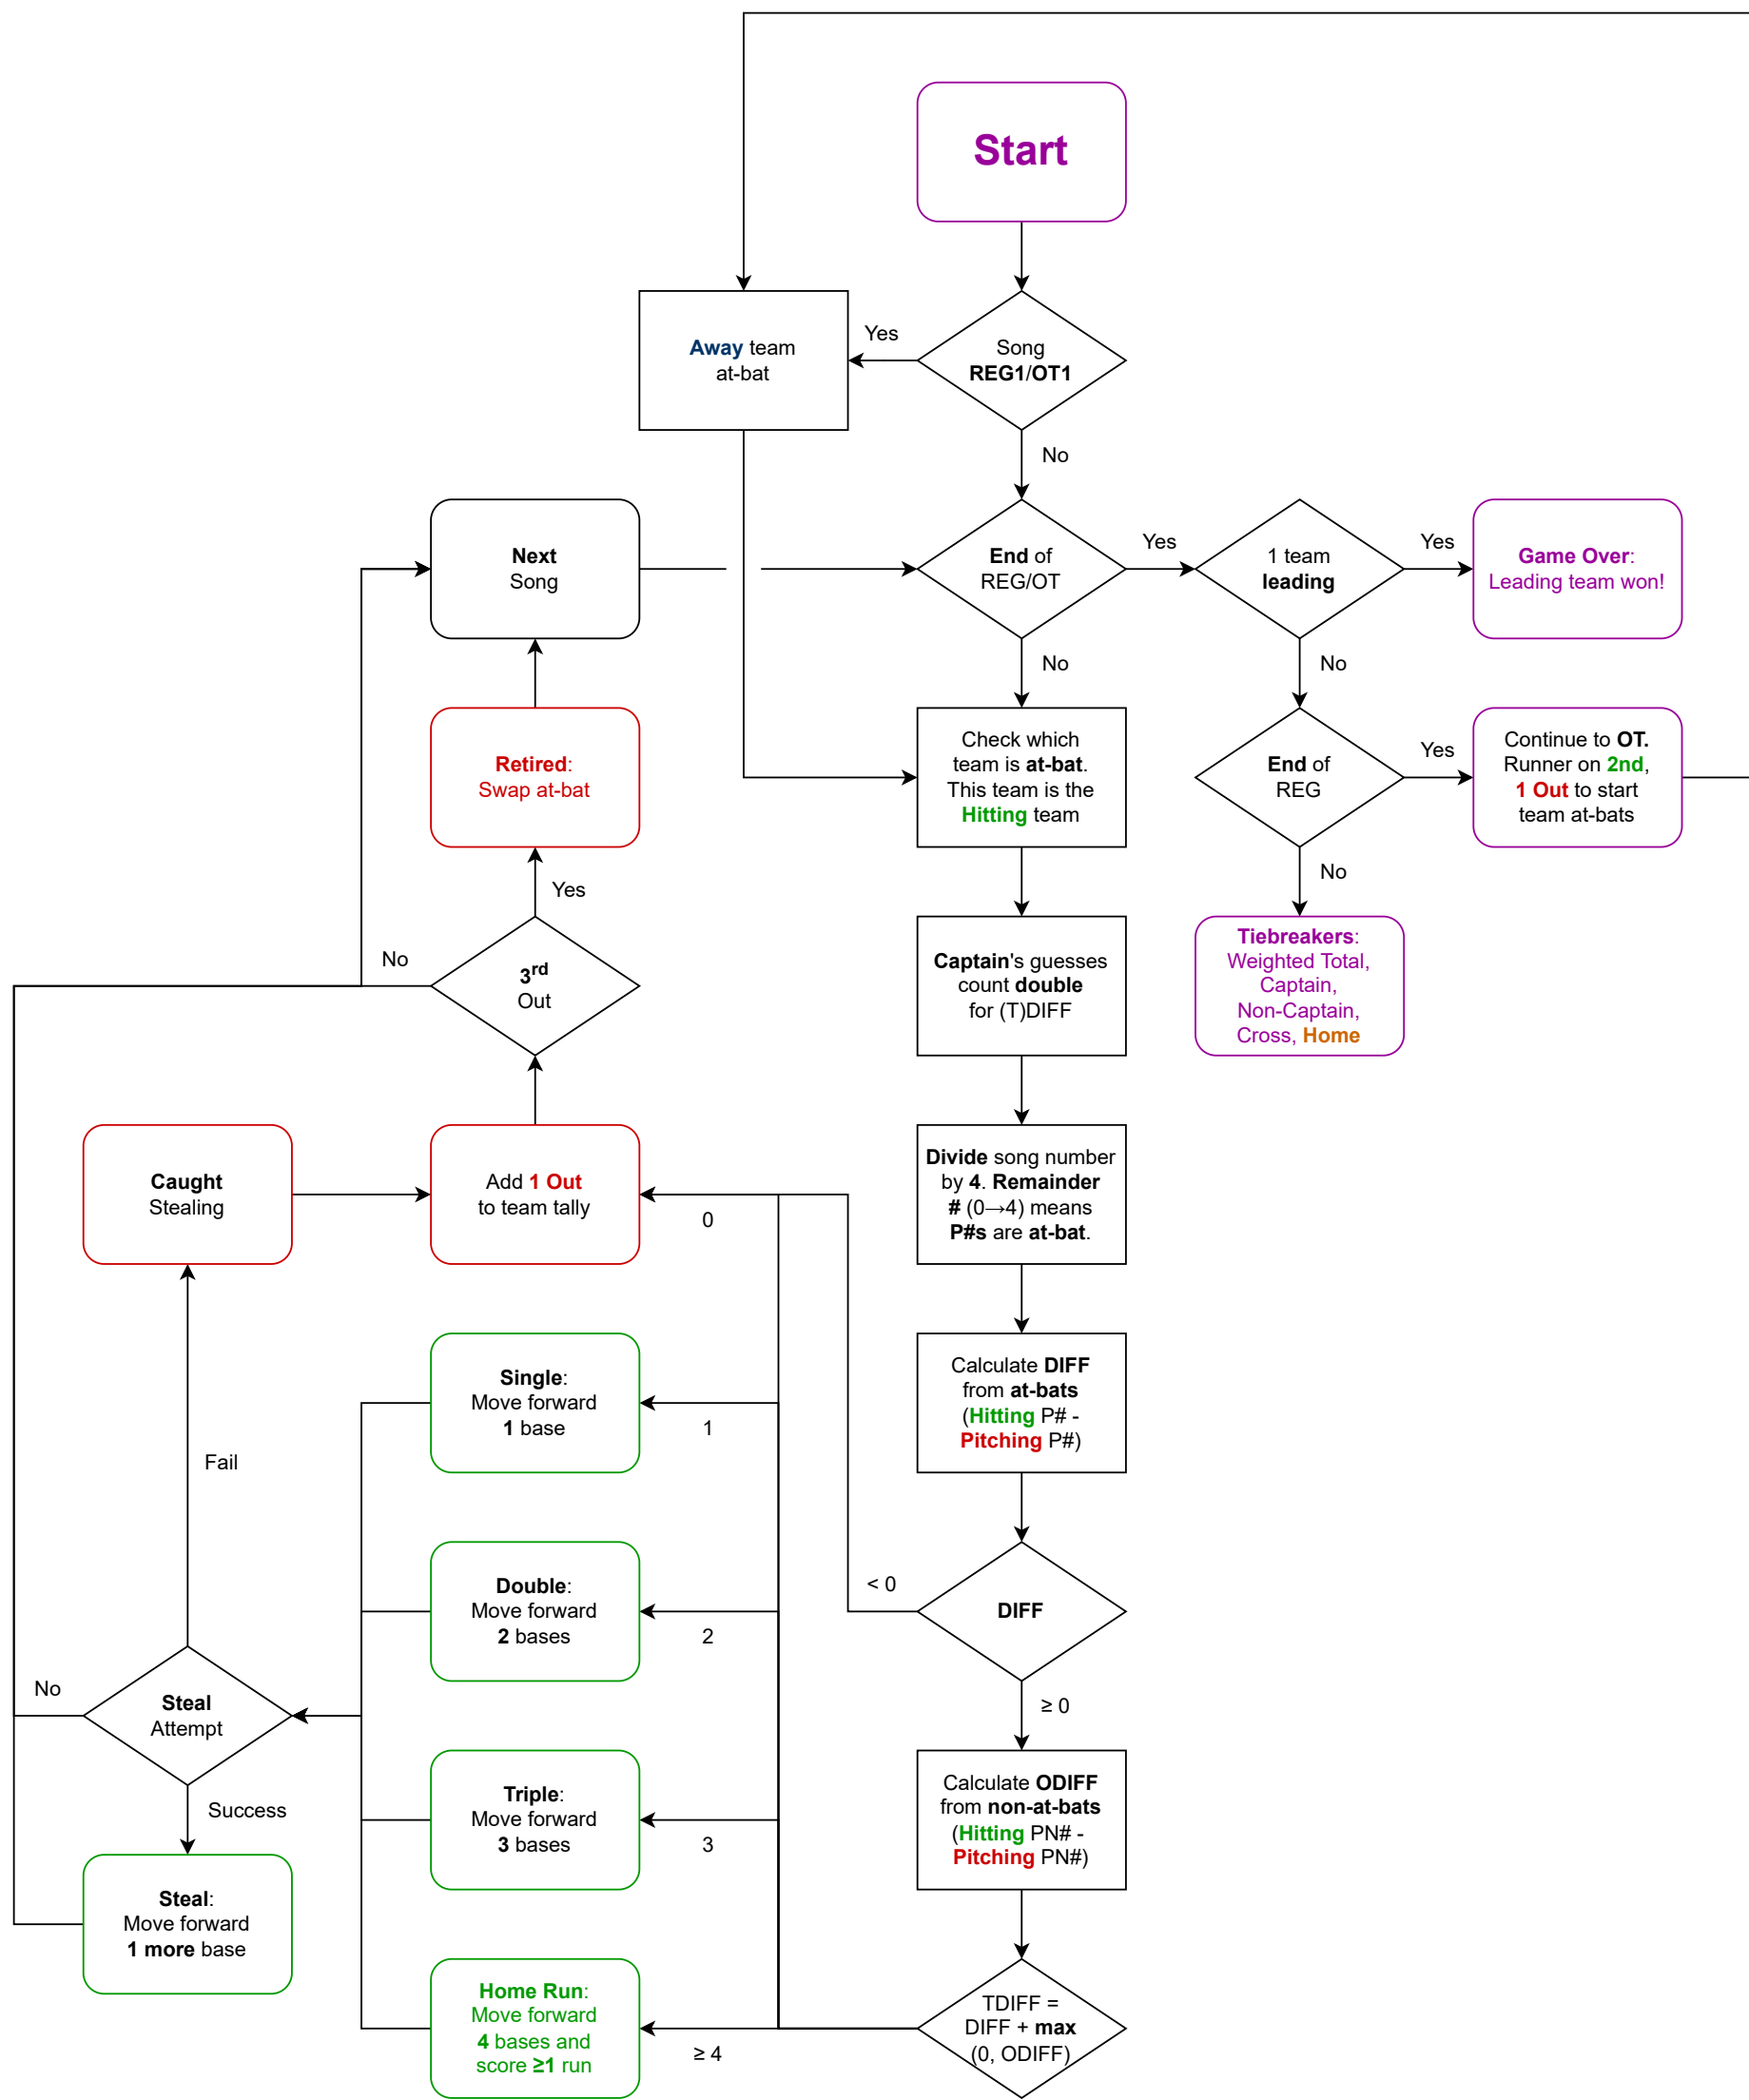 Start
Away team
at-bat
Yes
Song
REG1/OT1
No
Next
Song
End of
REG/OT
Yes
1 team
leading
Yes
Game Over:
Leading team won!
No
No
Retired:
Swap at-bat
Check which
team is at-bat.
This team is the
Hitting team
End of
REG
Yes
Continue to OT.
Runner on 2nd,
1 Out to start
team at-bats
No
Yes
No
3rd
Out
Captain's guesses
count double
for (T)DIFF
Tiebreakers:
Weighted Total,
Captain,
Non-Captain,
Cross, Home
Caught
Stealing
Add 1 Out
to team tally
0
Divide song number
by 4. Remainder
# (0→4) means
P#s are at-bat.
Fail
Single:
Move forward
1 base
1
Calculate DIFF
from at-bats
(Hitting P# -
Pitching P#)
Double:
Move forward
2 bases
2
< 0
DIFF
≥ 0
No
Steal
Attempt
Success
Triple:
Move forward
3 bases
3
Calculate ODIFF
from non-at-bats
(Hitting PN# -
Pitching PN#)
Steal:
Move forward
1 more base
Home Run:
Move forward
4 bases and
score ≥1 run
≥ 4
TDIFF =
DIFF + max
(0, ODIFF)